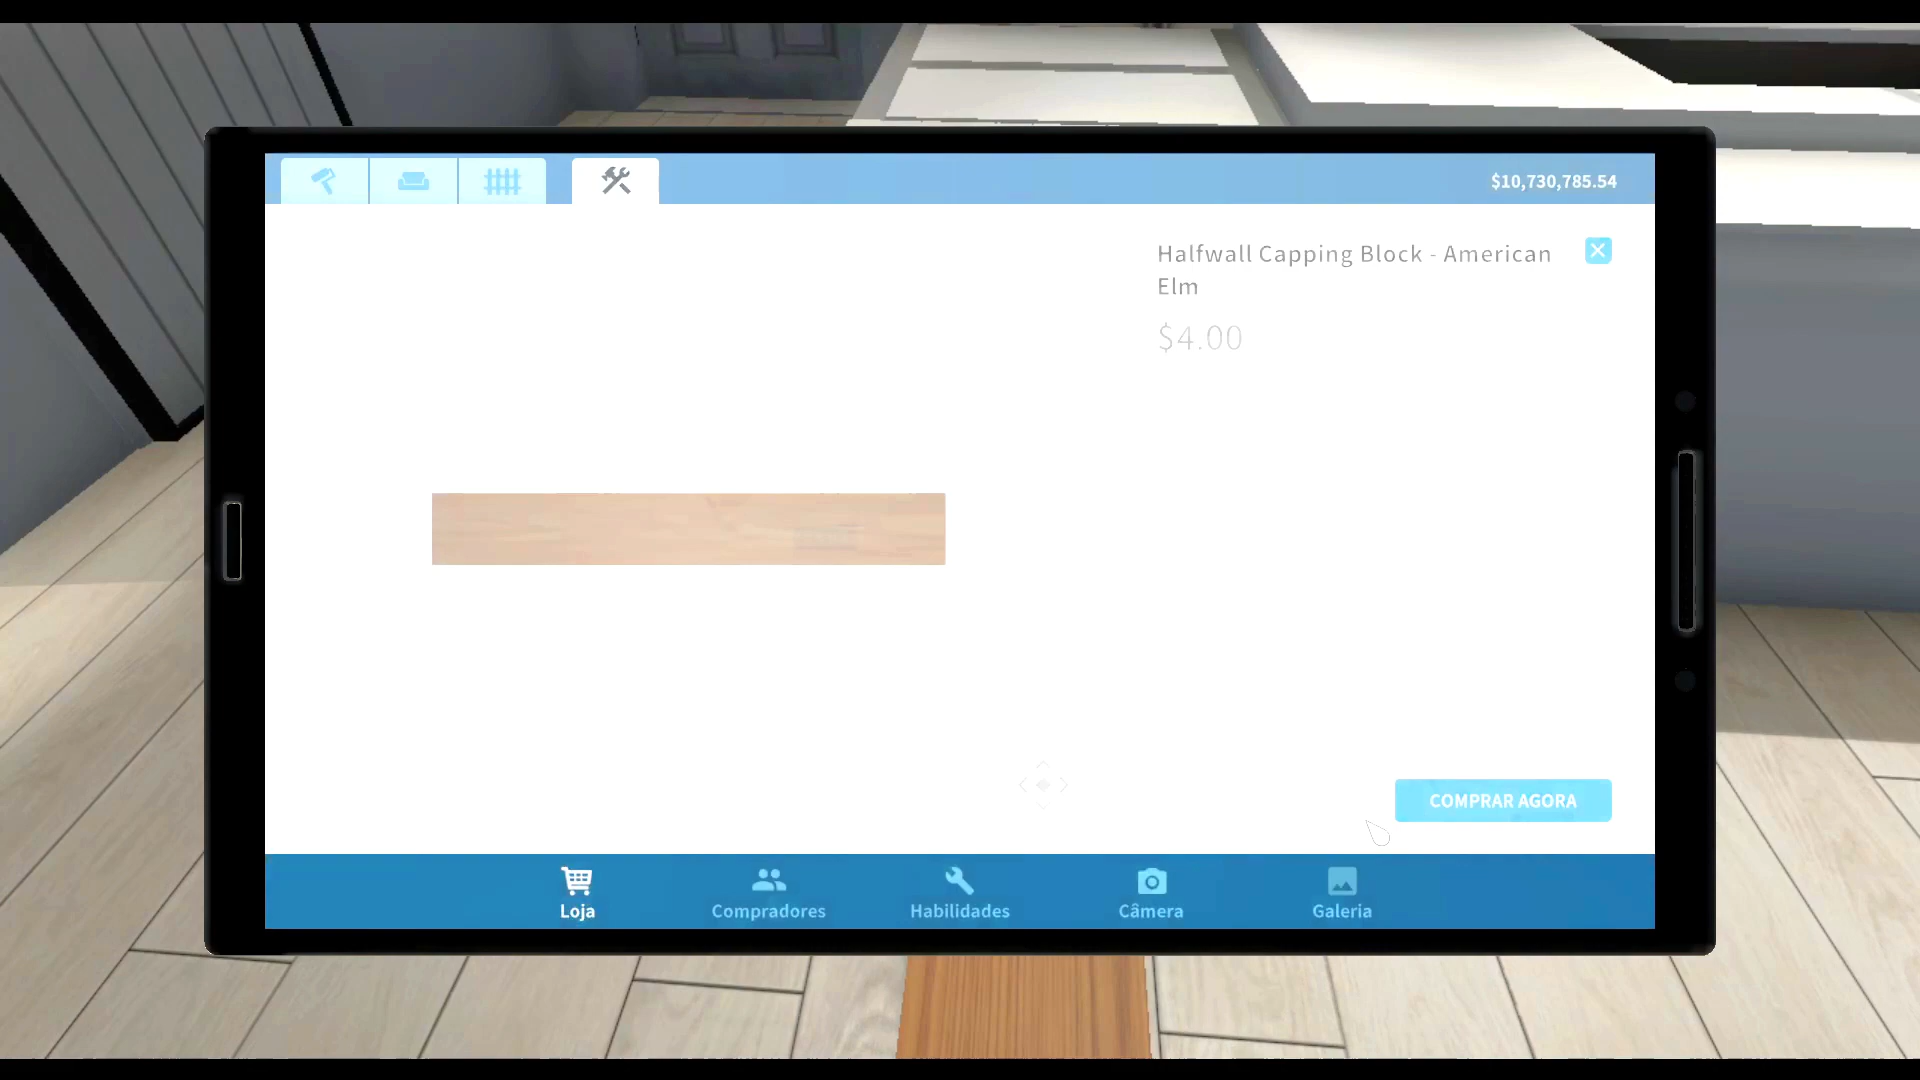 $10,730,785.54
Halfwall Capping Block - American
Elm
$4.00
COMPRAR AGORA
Loja
Compradores
Habilidades
Câmera
Galeria